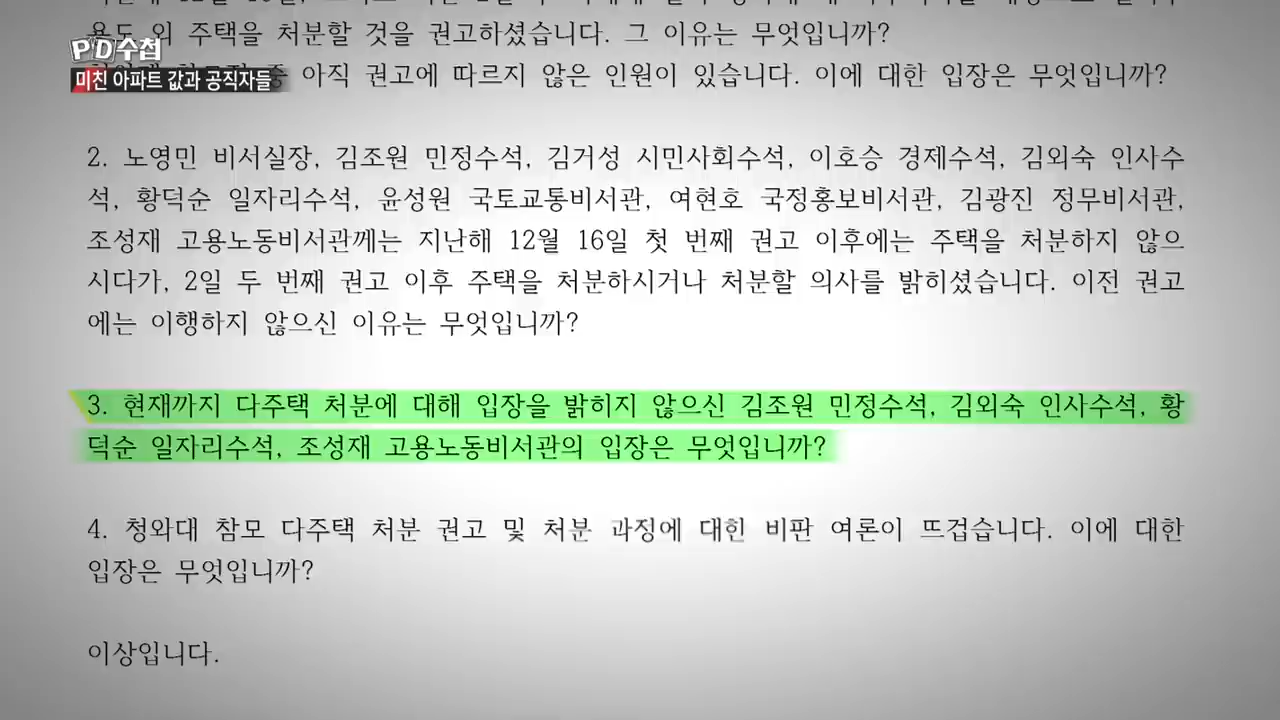 용도 외 주택을 처분할 것을 권고하셨습니다. 그 이유는 무엇입니까?
PD수첩
미친 아파트 값과 공직자들
중 아직 권고에 따르지 않은 인원이 있습니다. 이에 대한 입장은 무엇입니까?
2. 노영민 비서실장, 김조원 민정수석, 김거성 시민사회수석, 이호승 경제수석, 김외숙 인사수
석, 황덕순 일자리수석, 윤성원 국토교통비서관, 여현호 국정홍보비서관, 김광진 정무비서관,
조성재 고용노동비서관께는 지난해 12월 16일 첫 번째 권고 이후에는 주택을 처분하지 않으
시다가, 2일 두 번째 권고 이후 주택을 처분하시거나 처분할 의사를 밝히셨습니다. 이전 권고
에는 이행하지 않으신 이유는 무엇입니까?
3. 현재까지 다주택 처분에 대해 입장을 밝히지 않으신 김조원 민정수석, 김외숙 인사수석, 황
덕순 일자리수석, 조성재 고용노동비서관의 입장은 무엇입니까?
4. 청와대 참모 다주택 처분 권고 및 처분 과정에 대힌 비판 여론이 뜨겁습니다. 이에 대한
입장은 무엇입니까?
이상입니다.